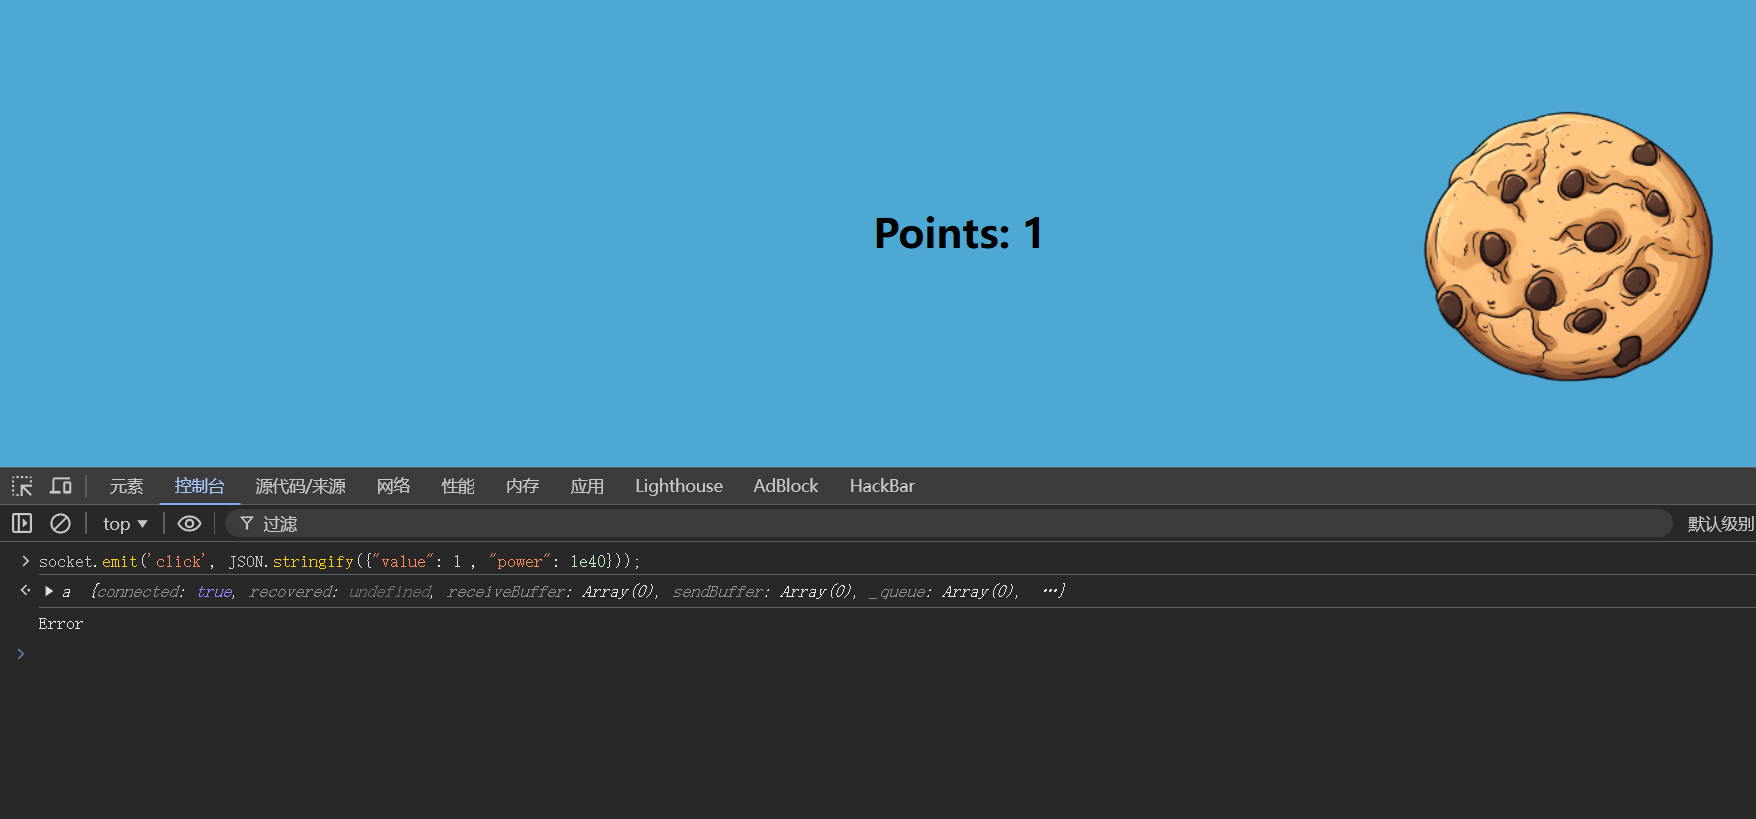 Points: 1
元素 控制台 源代码/来源 网络 性能 内存 应用 Lighthouse AdBlock HackBar
top 过滤 默认级别
socket.emit('click', JSON.stringify({"value": 1 , "power": 1e40}));
a {connected: true, recovered: undefined, receiveBuffer: Array(0), sendBuffer: Array(0), _queue: Array(0), …}
Error